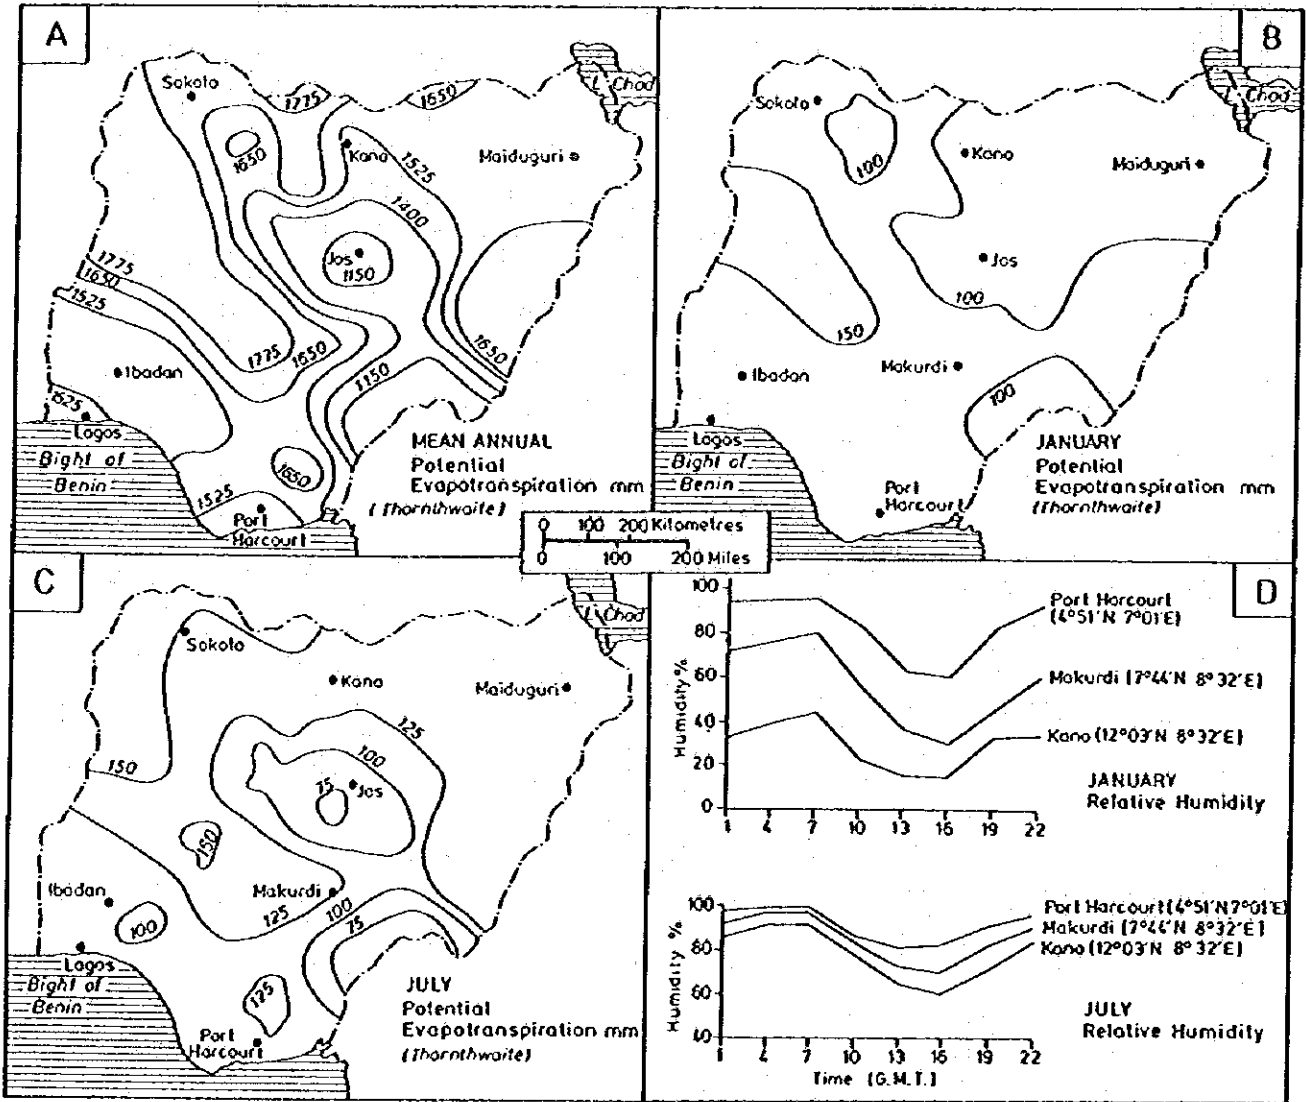 A
Sokoto
1775
1650
L. Chad
1650
Kano
1525
Maiduguri
1400
Jos
1150
1775
1650
1525
1775
1650
1650
1150
Ibadan
1625
Lagos
Bight of
Benin
1650
1525
Port
Harcourt
MEAN ANNUAL
Potential
Evapotranspiration mm
(Thornthwaite)
B
L. Chad
Sokoto
100
Kano
Maiduguri
Jos
100
150
Ibadan
Makurdi
100
Lagos
Bight of
Benin
Port
Harcourt
JANUARY
Potential
Evapotranspiration mm
(Thornthwaite)
0 100 200 Kilometres
0 100 200 Miles
C
L. Chad
Sokoto
Kano
Maiduguri
125
100
75
Jos
150
150
Ibadan
Makurdi
100
125
100
75
Lagos
Bight of
Benin
125
Port
Harcourt
JULY
Potential
Evapotranspiration mm
(Thornthwaite)
D
100
80
60
40
20
0
Humidity %
Port Harcourt
(4°51'N 7°01'E)
Makurdi (7°44'N 8°32'E)
Kano (12°03'N 8°32'E)
JANUARY
Relative Humidity
1 4 7 10 13 16 19 22
100
80
60
40
Humidity %
Port Harcourt (4°51'N 7°01'E)
Makurdi (7°44'N 8°32'E)
Kano (12°03'N 8°32'E)
JULY
Relative Humidity
1 4 7 10 13 16 19 22
Time (G.M.T.)